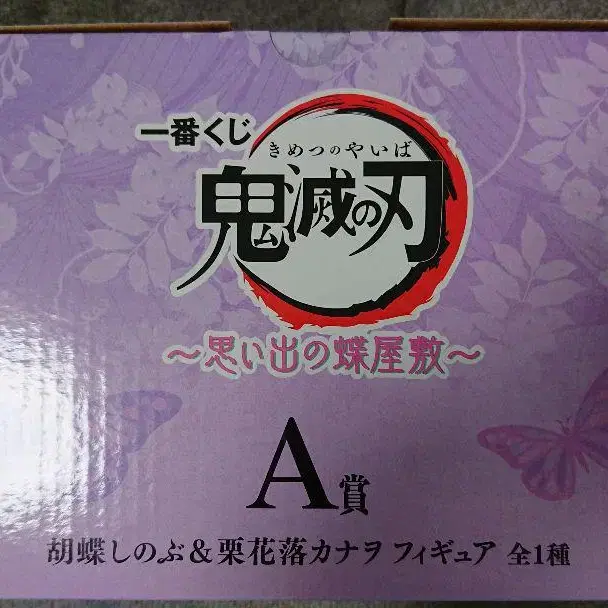 一番くじ
きめつのやいば
鬼滅の刃
～思い出の蝶屋敷～
A賞
胡蝶しのぶ&栗花落カナヲ フィギュア 全1種